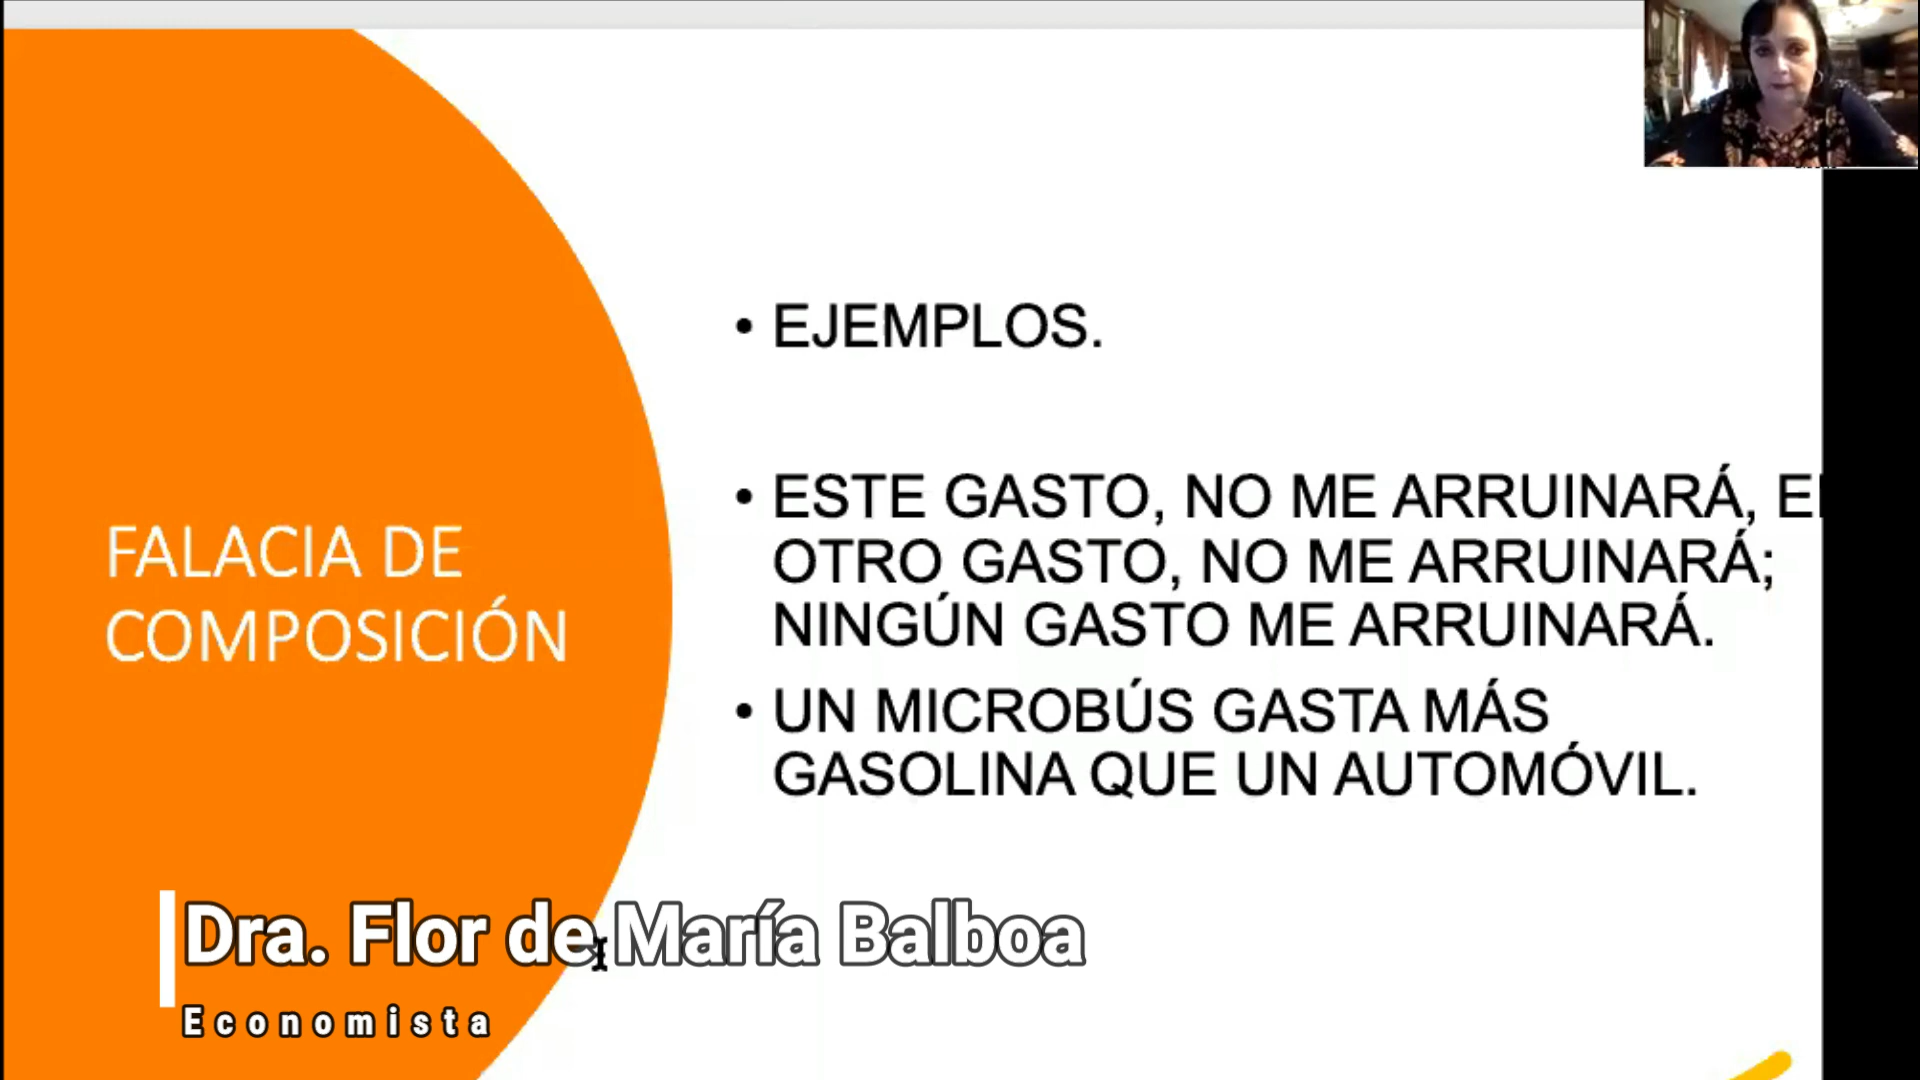 FALACIA DE
COMPOSICIÓN
• EJEMPLOS.
• ESTE GASTO, NO ME ARRUINARÁ,
OTRO GASTO, NO ME ARRUINARÁ;
NINGÚN GASTO ME ARRUINARÁ.
• UN MICROBÚS GASTA MÁS
GASOLINA QUE UN AUTOMÓVIL.
Dra. Flor de María Balboa
Economista